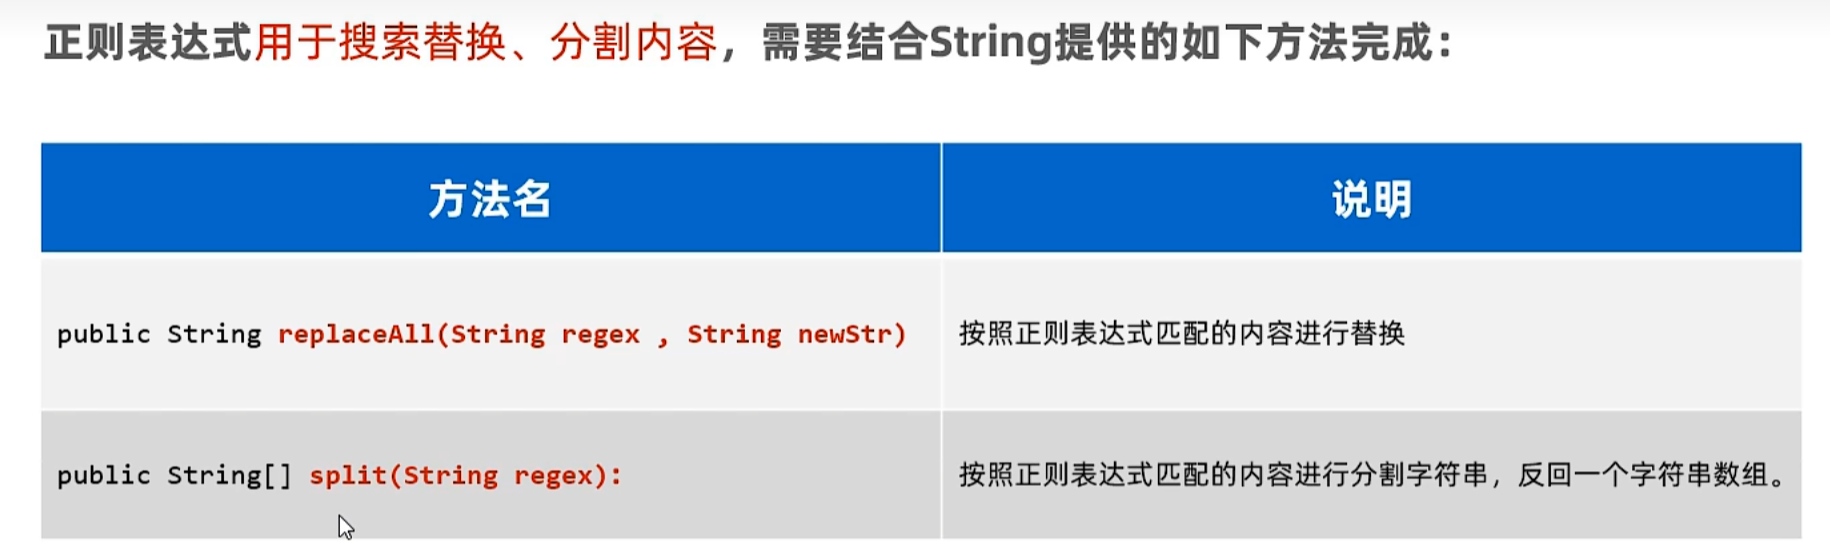 正则表达式用于搜索替换、分割内容，需要结合String提供的如下方法完成：
方法名 说明
public String replaceAll(String regex , String newStr) 按照正则表达式匹配的内容进行替换
public String[] split(String regex): 按照正则表达式匹配的内容进行分割字符串，反回一个字符串数组。